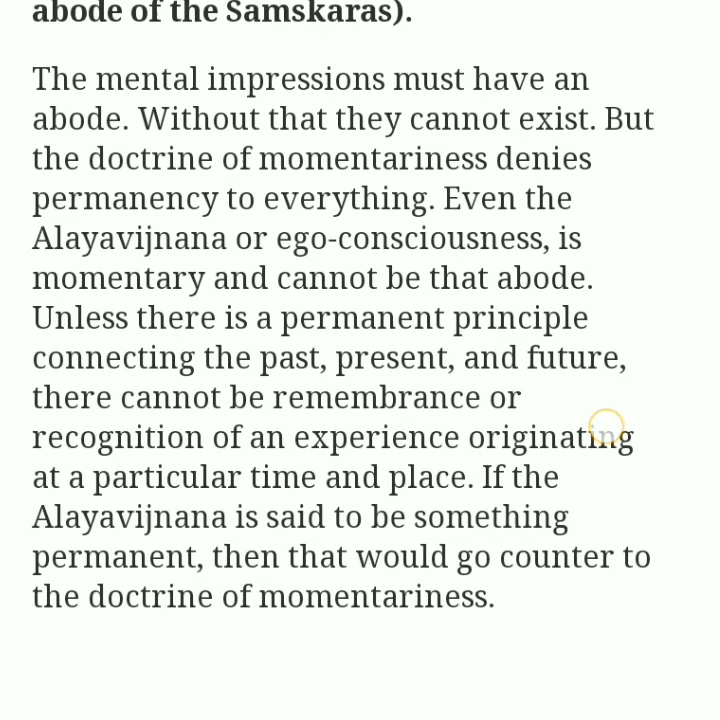 abode of the Samskaras).
The mental impressions must have an
abode. Without that they cannot exist. But
the doctrine of momentariness denies
permanency to everything. Even the
Alayavijnana or ego-consciousness, is
momentary and cannot be that abode.
Unless there is a permanent principle
connecting the past, present, and future,
there cannot be remembrance or
recognition of an experience originating
at a particular time and place. If the
Alayavijnana is said to be something
permanent, then that would go counter to
the doctrine of momentariness.